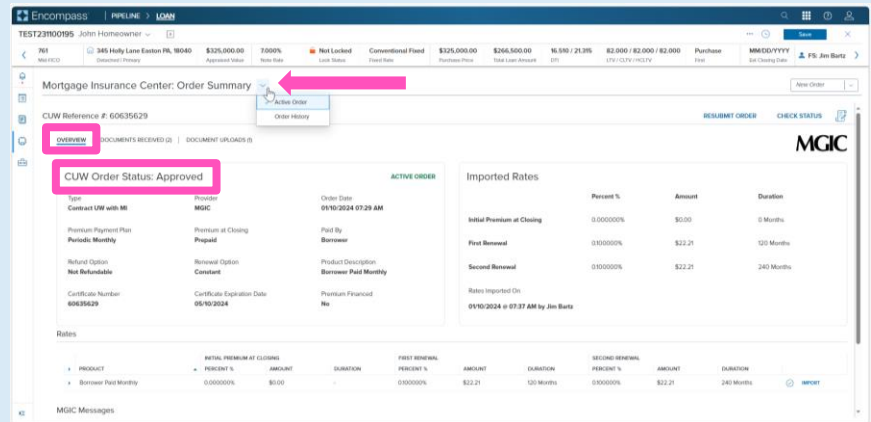 Encompass | PIPELINE > LOAN
TEST231100195 John Homeowner
Save
761 345 Holly Lane Easton PA, 18040 $325,000.00 7.000% Not Locked Conventional Fixed $325,000.00 $266,500.00 16.510 / 21.315 82.000 / 82.000 / 82.000 Purchase MM/DD/YYYY FS: Jim Bartz
Mid FICO Detached | Primary Appraised Value Note Rate Lock Status Fixed Rate Purchase Price Total Loan Amount DTI LTV / CLTV / HCLTV First Est Closing Date
Mortgage Insurance Center: Order Summary
New Order
Active Order
Order History
CUW Reference #: 60635629
RESUBMIT ORDER CHECK STATUS
OVERVIEW DOCUMENTS RECEIVED (2) | DOCUMENT UPLOADS (1)
MGIC
CUW Order Status: Approved
ACTIVE ORDER
Type Provider Order Date
Contract UW with MI MGIC 01/10/2024 07:29 AM
Premium Payment Plan Premium at Closing Paid By
Periodic Monthly Prepaid Borrower
Refund Option Renewal Option Product Description
Not Refundable Constant Borrower Paid Monthly
Certificate Number Certificate Expiration Date Premium Financed
60635629 05/10/2024 No
Imported Rates
Percent % Amount Duration
Initial Premium at Closing 0.000000% $0.00 0 Months
First Renewal 0.100000% $22.21 120 Months
Second Renewal 0.100000% $22.21 240 Months
Rates Imported On
01/10/2024 @ 07:37 AM by Jim Bartz
Rates
INITIAL PREMIUM AT CLOSING FIRST RENEWAL SECOND RENEWAL
PRODUCT PERCENT % AMOUNT DURATION PERCENT % AMOUNT DURATION PERCENT % AMOUNT DURATION
Borrower Paid Monthly 0.000000% $0.00 - 0.100000% $22.21 120 Months 0.100000% $22.21 240 Months IMPORT
MGIC Messages